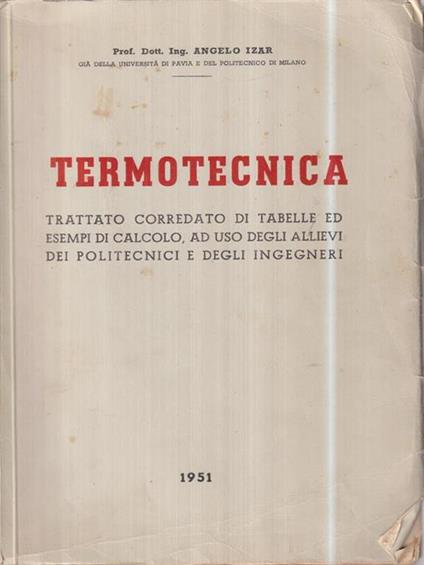 Prof. Dott. Ing. ANGELO IZAR
GIÀ DELLA UNIVERSITÀ DI PAVIA E DEL POLITECNICO DI MILANO
TERMOTECNICA
TRATTATO CORREDATO DI TABELLE ED
ESEMPI DI CALCOLO, AD USO DEGLI ALLIEVI
DEI POLITECNICI E DEGLI INGEGNERI
1951